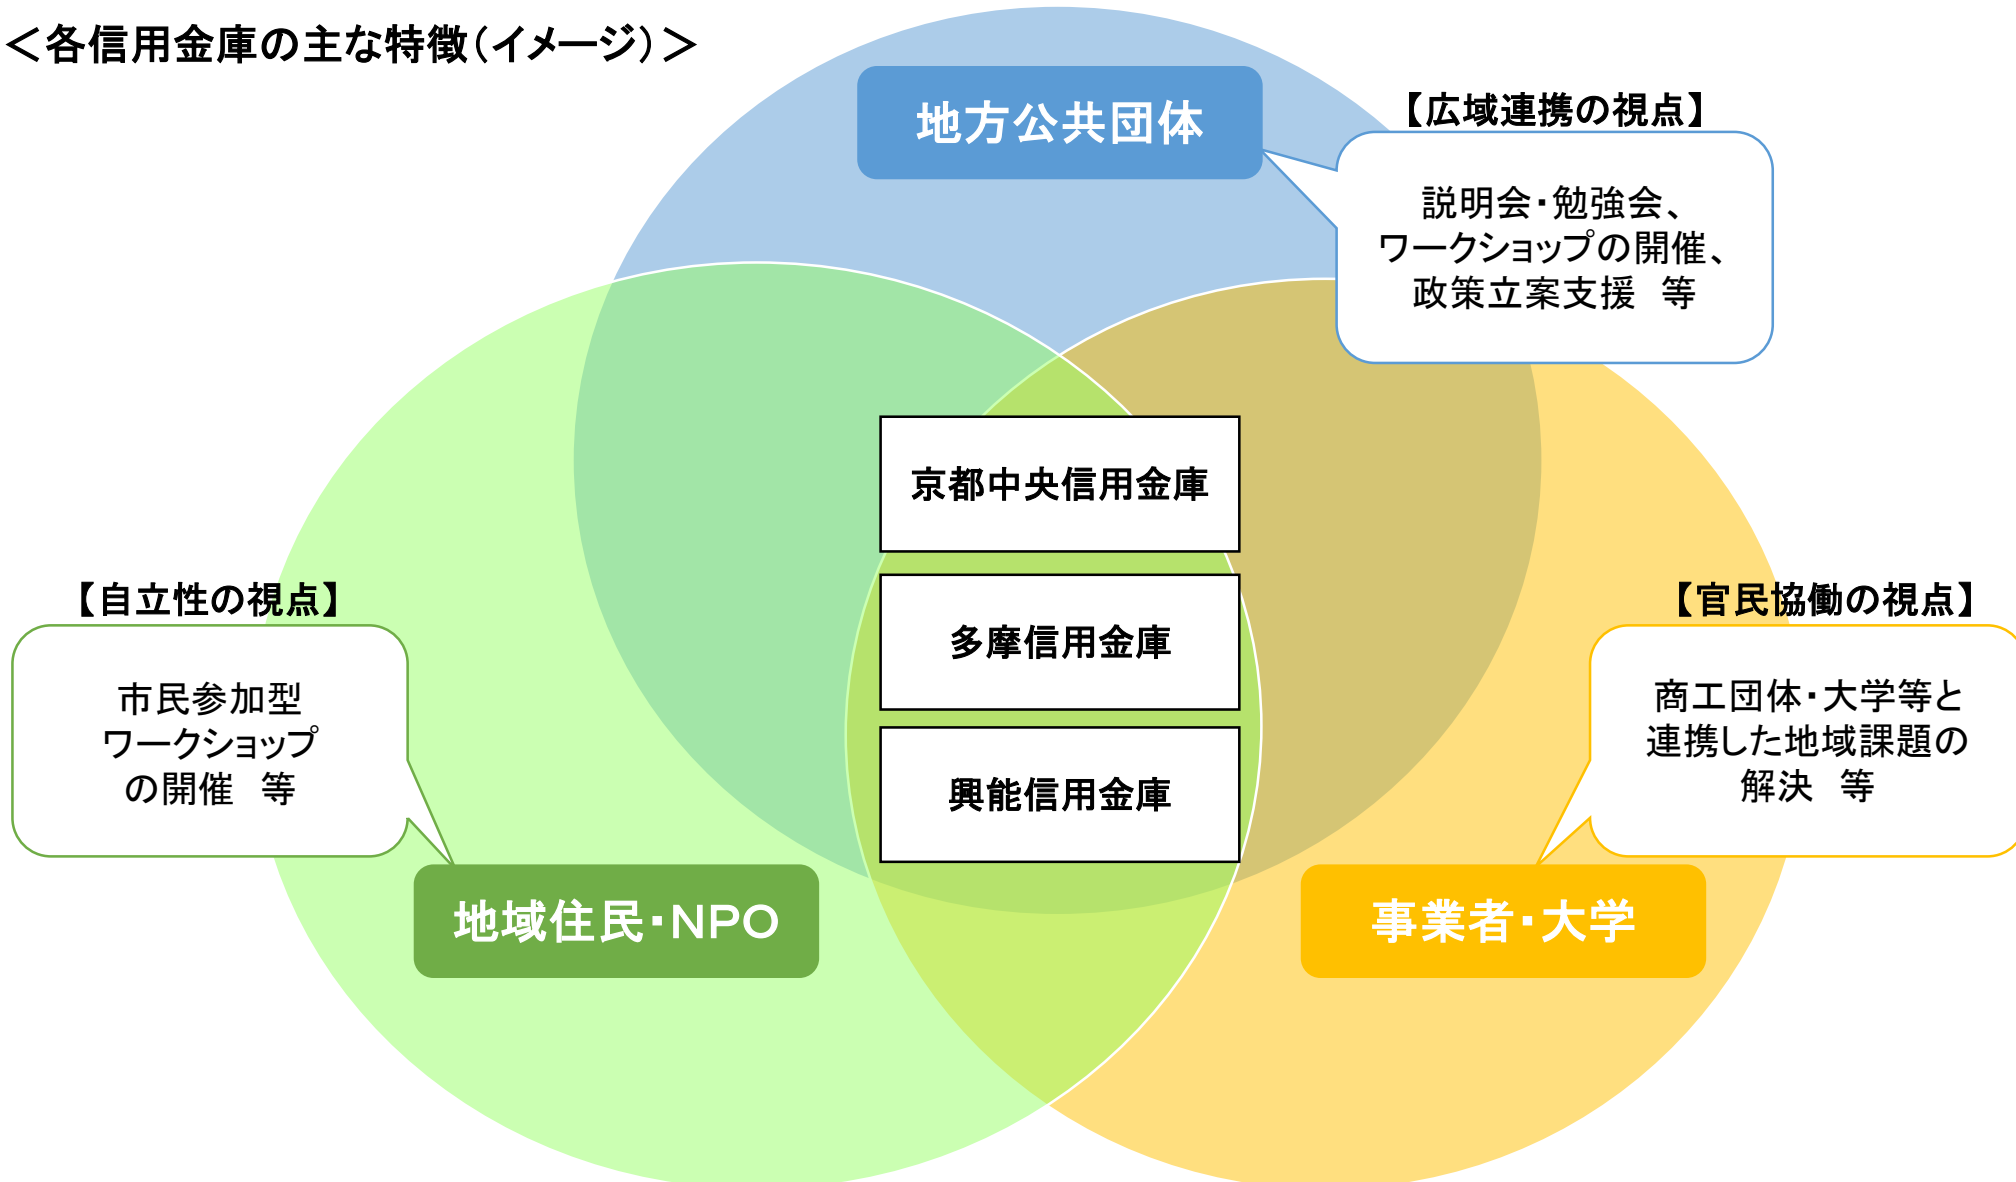 ＜各信用金庫の主な特徴（イメージ）＞
地方公共団体
【広域連携の視点】
説明会・勉強会、
ワークショップの開催、
政策立案支援　等
京都中央信用金庫
多摩信用金庫
興能信用金庫
【自立性の視点】
市民参加型
ワークショップ
の開催　等
地域住民・NPO
【官民協働の視点】
商工団体・大学等と
連携した地域課題の
解決　等
事業者・大学